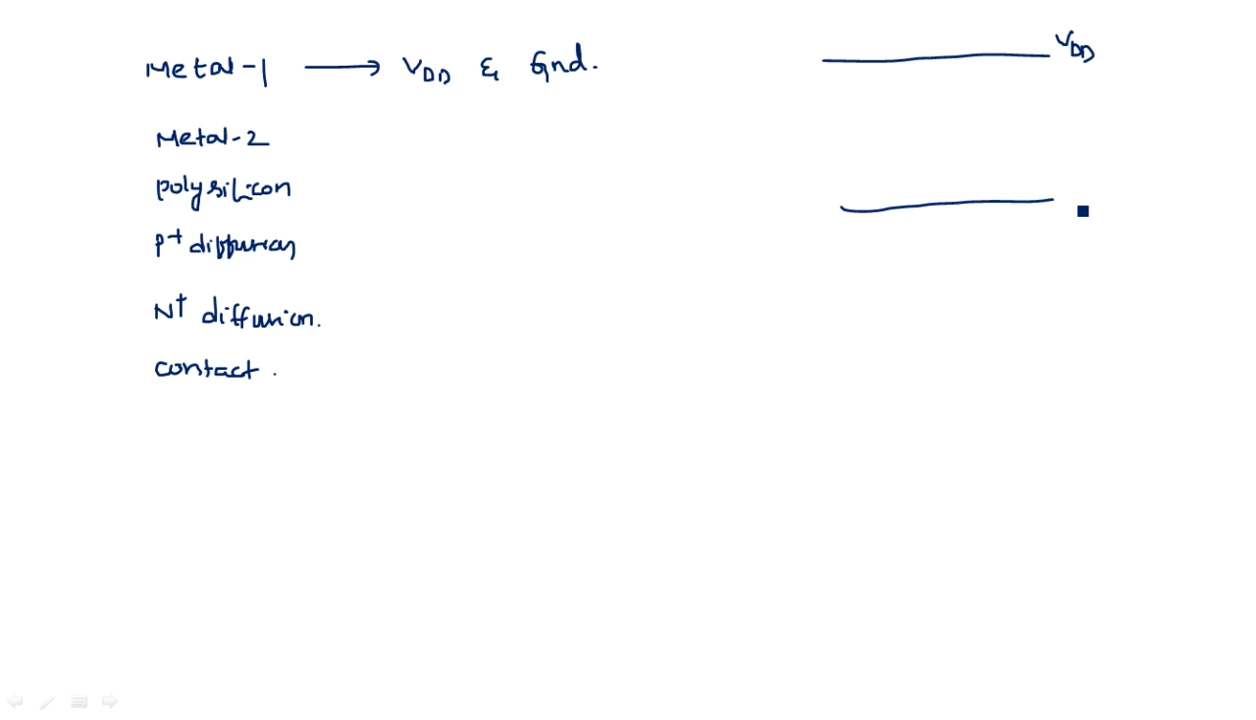 Metal-1 → VDD & Gnd.
VDD
Metal-2
polysilicon
P+ diffusion
N+ diffusion.
contact.